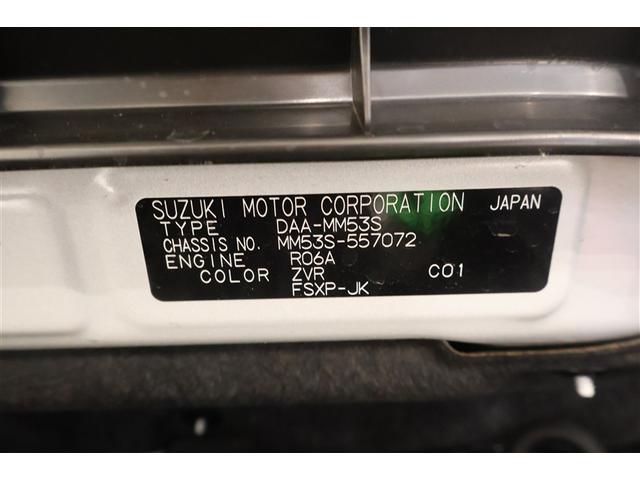 SUZUKI MOTOR CORPORATION JAPAN
TYPE DAA-MM53S
CHASSIS NO. MM53S-557072
ENGINE R06A
COLOR ZVR C01
FSXP-JK